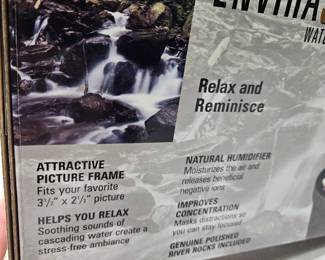 ENVIRA
WAT
Relax and
Reminisce
ATTRACTIVE
PICTURE FRAME
Fits your favorite
3½" x 2½" picture
HELPS YOU RELAX
Soothing sounds of
cascading water create a
stress-free ambiance
NATURAL HUMIDIFIER
Moisturizes the air and
releases beneficial
negative ions
IMPROVES
CONCENTRATION
Masks distractions so
you can stay focused
GENUINE POLISHED
RIVER ROCKS INCLUDED